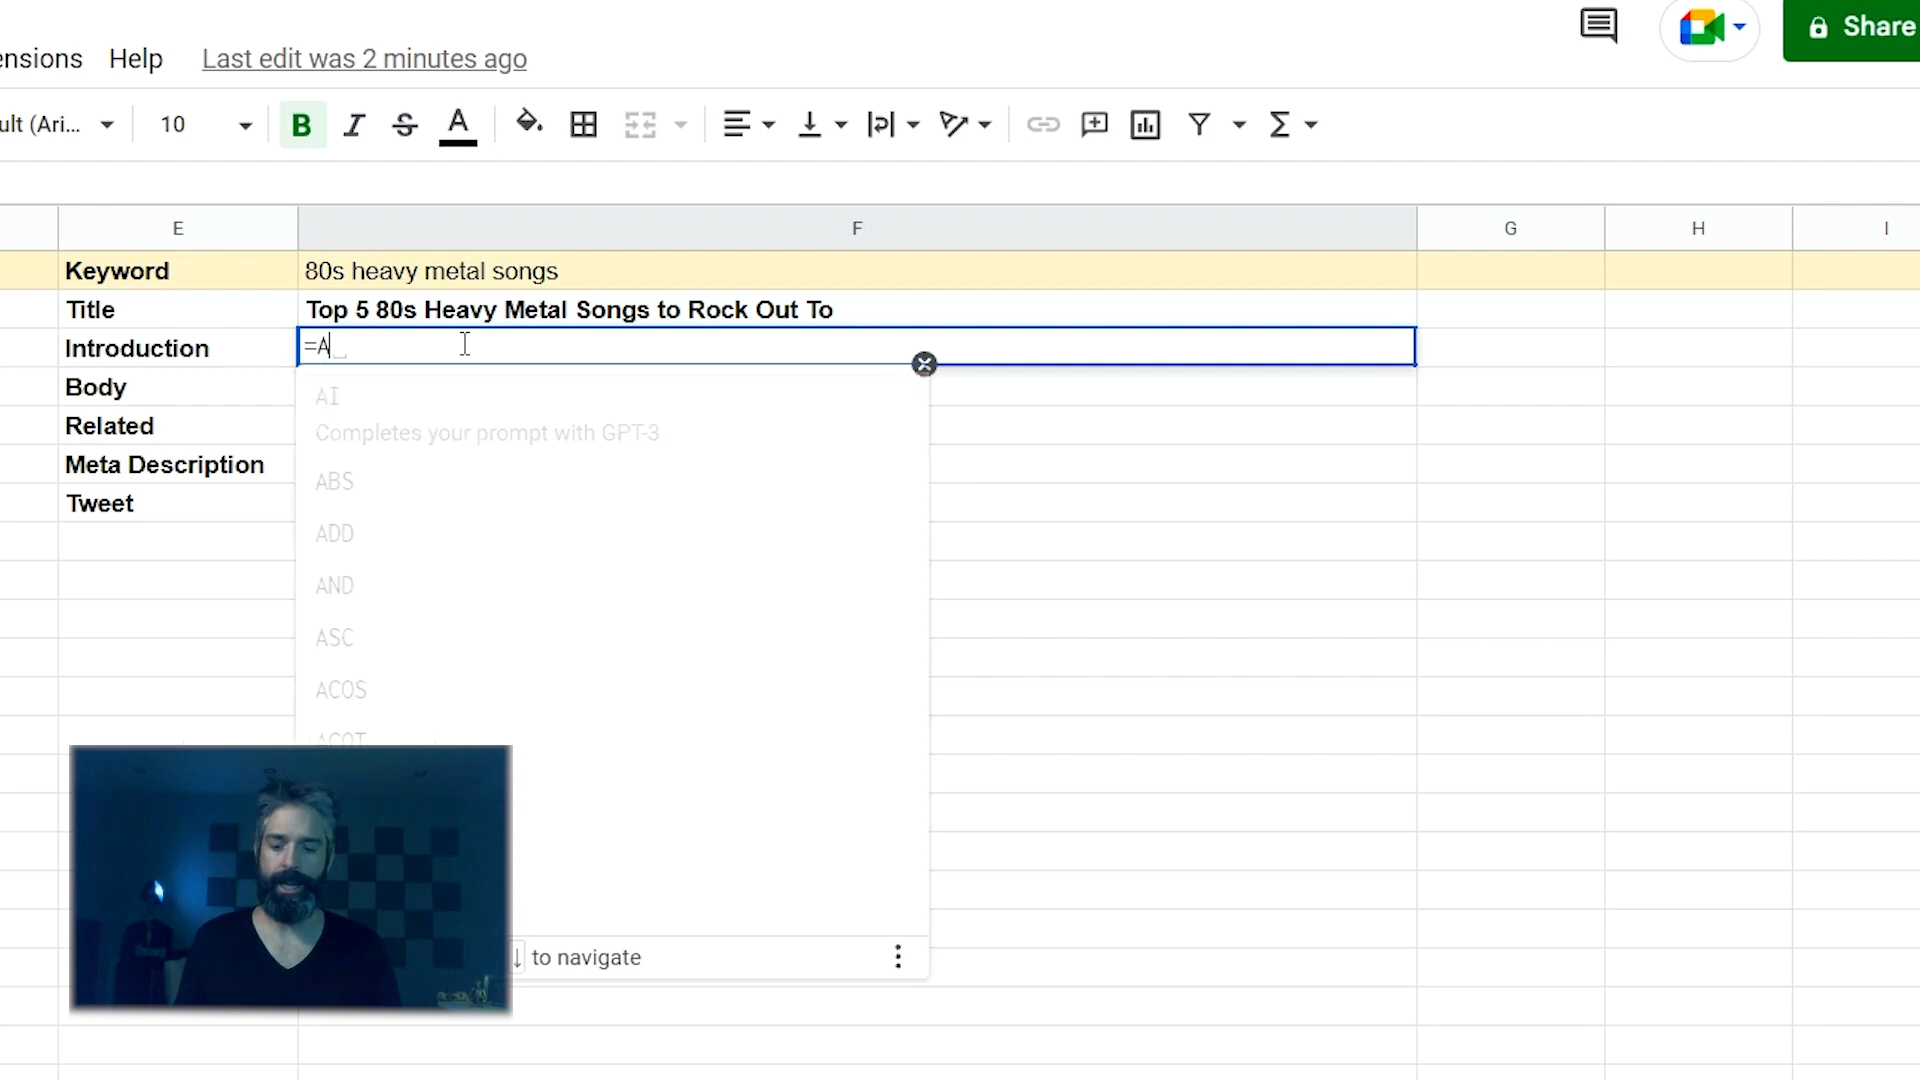 Share
ensions Help Last edit was 2 minutes ago
ult (Ari... 10 B I S A
E F G H I
Keyword 80s heavy metal songs
Title Top 5 80s Heavy Metal Songs to Rock Out To
Introduction =A
Body
Related
Meta Description
Tweet
AI
Completes your prompt with GPT-3
ABS
ADD
AND
ASC
ACOS
ACOT
↓ to navigate